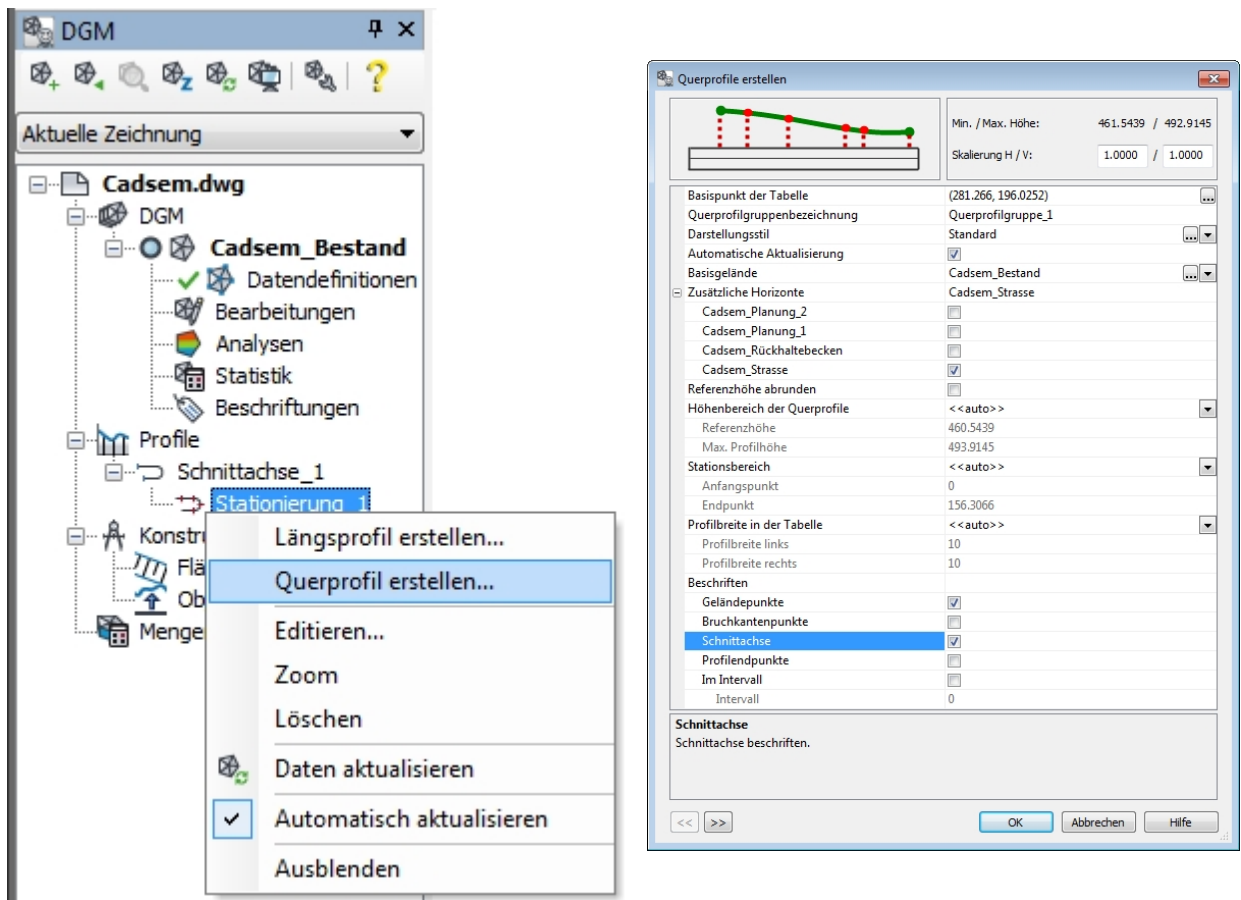 DGM
Aktuelle Zeichnung
Cadsem.dwg
DGM
Cadsem_Bestand
Datendefinitionen
Bearbeitungen
Analysen
Statistik
Beschriftungen
Profile
Schnittachse_1
Stationierung_1
Konstru
Flä
Ob
Menge
Längsprofil erstellen...
Querprofil erstellen...
Editieren...
Zoom
Löschen
Daten aktualisieren
Automatisch aktualisieren
Ausblenden
Querprofile erstellen
Min. / Max. Höhe: 461.5439 / 492.9145
Skalierung H / V: 1.0000 / 1.0000
Basispunkt der Tabelle (281.266, 196.0252) ...
Querprofilgruppenbezeichnung Querprofilgruppe_1
Darstellungsstil Standard ...
Automatische Aktualisierung
Basisgelände Cadsem_Bestand ...
Zusätzliche Horizonte Cadsem_Strasse
Cadsem_Planung_2
Cadsem_Planung_1
Cadsem_Rückhaltebecken
Cadsem_Strasse
Referenzhöhe abrunden
Höhenbereich der Querprofile <<auto>>
Referenzhöhe 460.5439
Max. Profilhöhe 493.9145
Stationsbereich <<auto>>
Anfangspunkt 0
Endpunkt 156.3066
Profilbreite in der Tabelle <<auto>>
Profilbreite links 10
Profilbreite rechts 10
Beschriften
Geländepunkte
Bruchkantenpunkte
Schnittachse
Profilendpunkte
Im Intervall
Intervall 0
Schnittachse
Schnittachse beschriften.
<< >> OK Abbrechen Hilfe